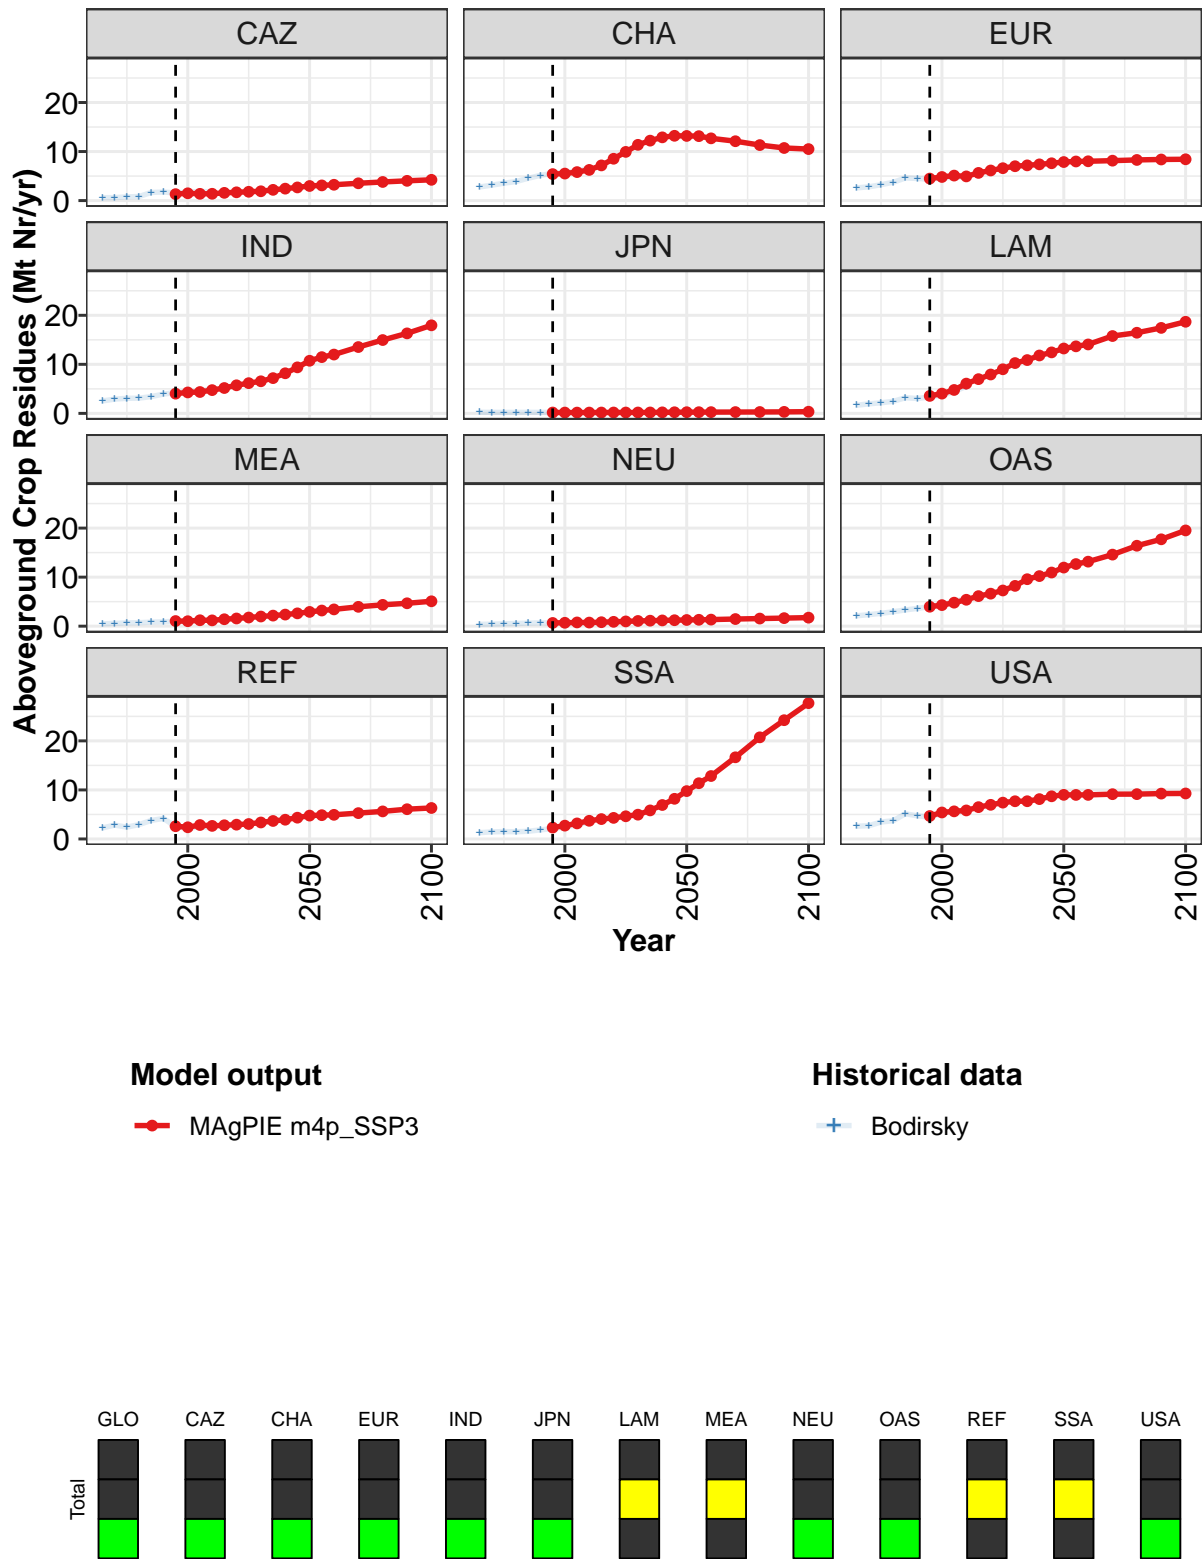 CAZ CHA EUR
20
10
0
IND JPN LAM
20
10
0
MEA NEU OAS
20
10
0
REF SSA USA
20
10
0
Aboveground Crop Residues (Mt Nr/yr)
2000 2050 2100 2000 2050 2100 2000 2050 2100
Year
Model output Historical data
MAgPIE m4p_SSP3 Bodirsky
GLO CAZ CHA EUR IND JPN LAM MEA NEU OAS REF SSA USA
Total